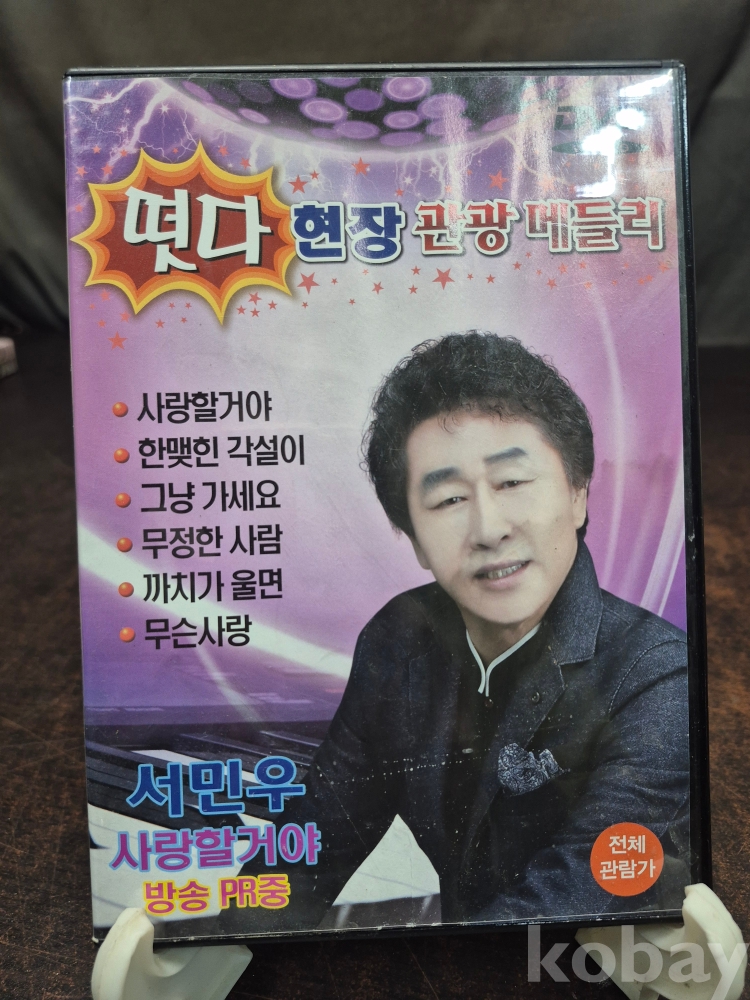 떳다 현장 관광 메들리
사랑할거야
한맺힌 각설이
그냥 가세요
무정한 사람
까치가 울면
무슨사랑
서민우
사랑할거야
방송 PR중
전체
관람가
kobay